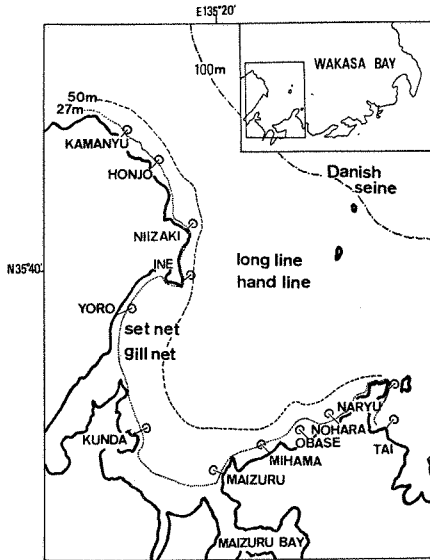 E135°20'
100m
WAKASA BAY
50m
27m
KAMANYU
HONJO
Danish
seine
NIIZAKI
long line
hand line
INE
N35°40'
YORO
set net
gill net
NARYU
NOHARA
KUNDA
OBASE
TAI
MIHAMA
MAIZURU
MAIZURU BAY